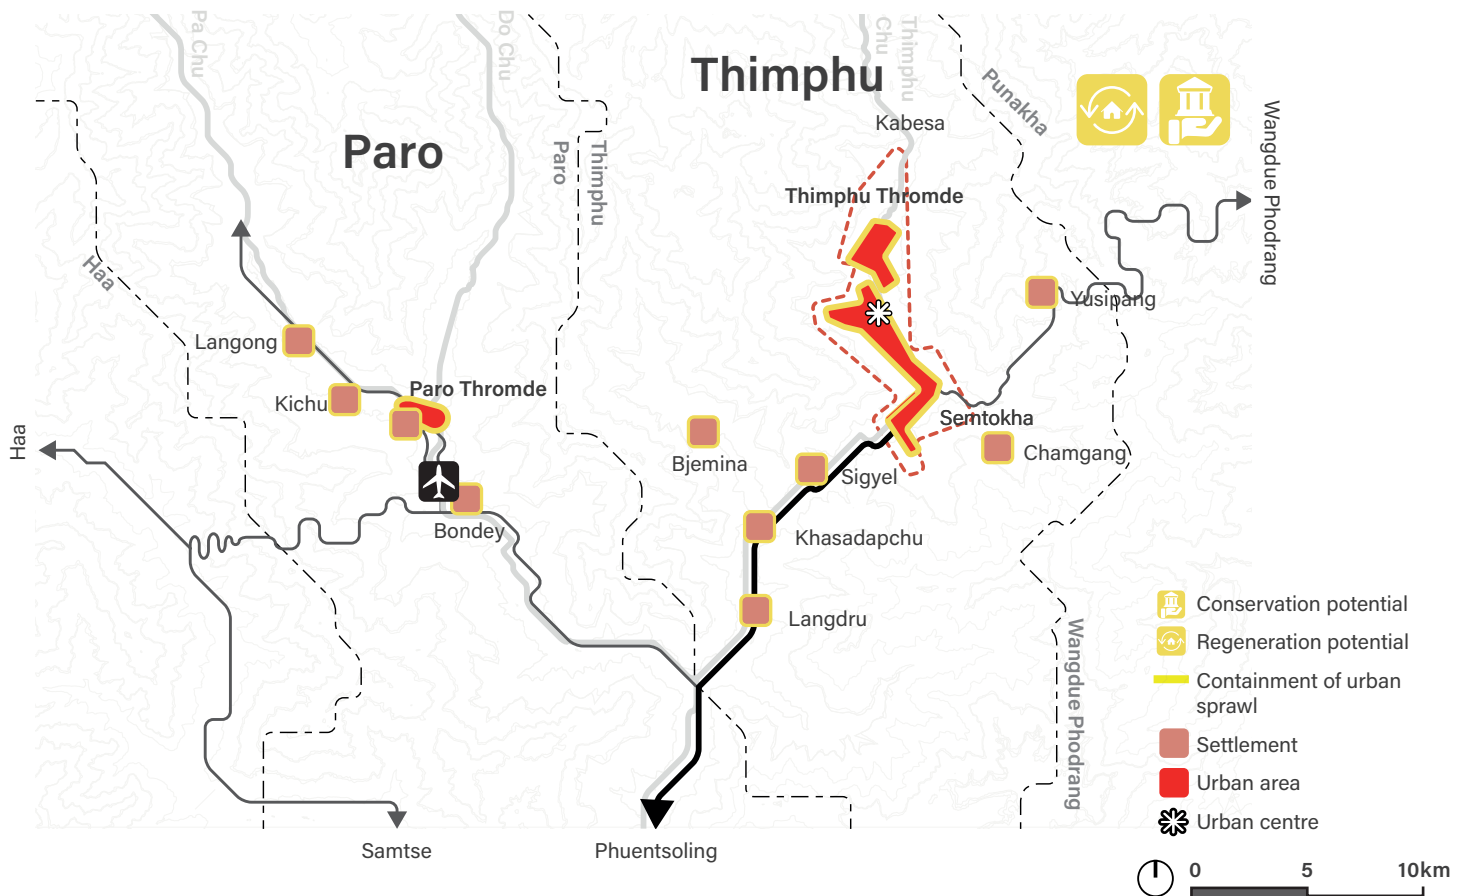 Pa Chu
Do Chu
Thimphu
Chu
Thimphu
Punakha
Wangdue Phodrang
Kabesa
Paro
Paro
Thimphu
Thimphu Thromde
Haa
Yusipang
Langong
Kichu
Paro Thromde
Semtokha
Haa
Bjemina
Chamgang
Sigyel
Bondey
Khasadapchu
Langdru
Wangdue Phodrang
Conservation potential
Regeneration potential
Containment of urban
sprawl
Settlement
Urban area
Urban centre
Samtse
Phuentsoling
0
5
10km